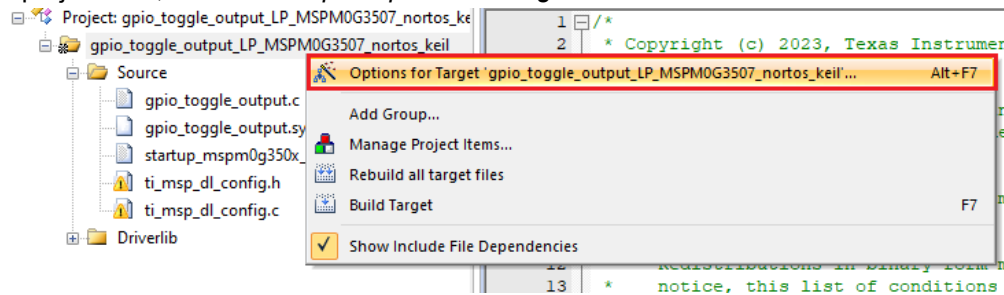 Project: gpio_toggle_output_LP_MSPM0G3507_nortos_ke
gpio_toggle_output_LP_MSPM0G3507_nortos_keil
Source
gpio_toggle_output.c
gpio_toggle_output.sy
startup_mspm0g350x_
ti_msp_dl_config.h
ti_msp_dl_config.c
Driverlib
1 /*
2 * Copyright (c) 2023, Texas Instrumen
Options for Target 'gpio_toggle_output_LP_MSPM0G3507_nortos_keil'... Alt+F7
Add Group...
Manage Project Items...
Rebuild all target files
Build Target F7
Show Include File Dependencies
13 * notice, this list of conditions